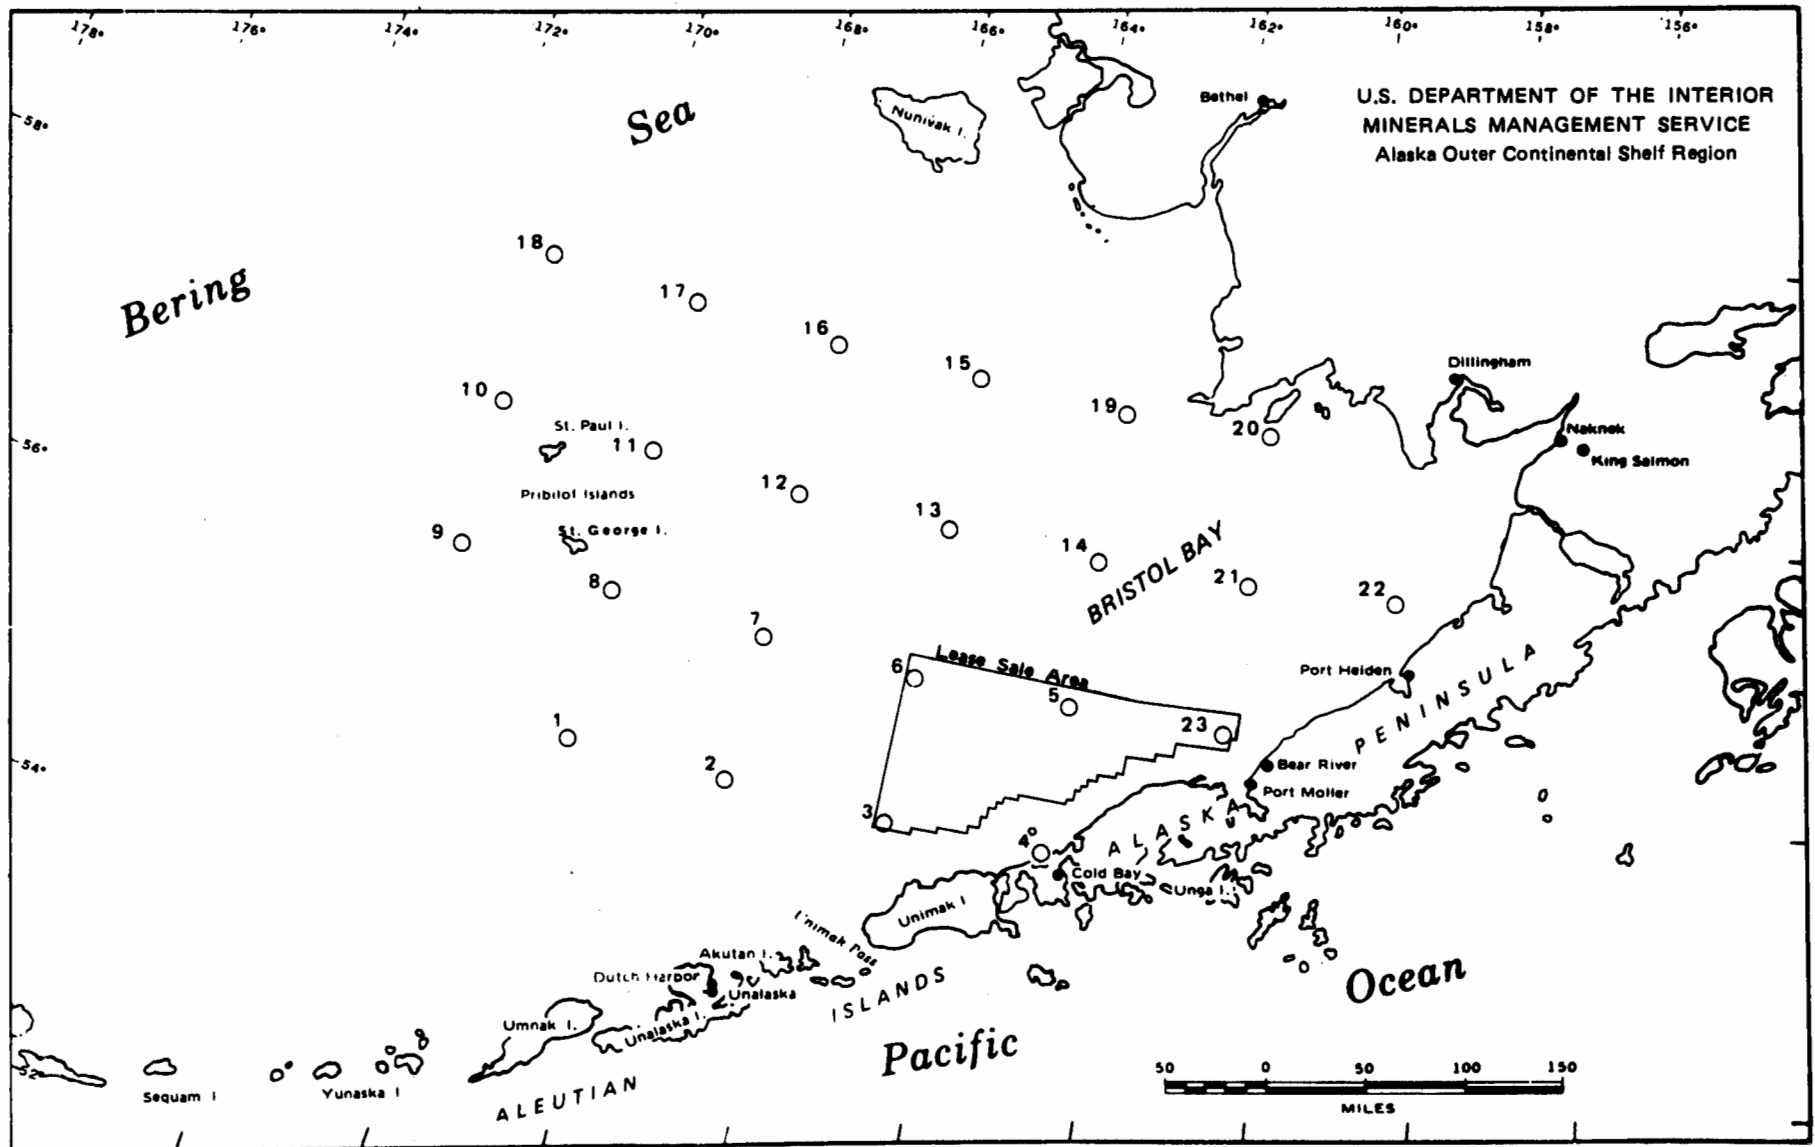 178° 176° 174° 172° 170° 168° 166° 164° 162° 160° 158° 156°
58°
56°
54°
52°
U.S. DEPARTMENT OF THE INTERIOR
MINERALS MANAGEMENT SERVICE
Alaska Outer Continental Shelf Region
Bethel
Nunivak I.
Sea
Bering
18
17
16
15
Dillingham
10
19
20
St. Paul I.
11
Naknek
King Salmon
12
Pribilof Islands
13
9
St. George I.
14
BRISTOL BAY
8
21
22
7
6
Lease Sale Area
5
Port Heiden
23
1
2
Bear River
Port Moller
3
4
ALASKA PENINSULA
Cold Bay
Unga I.
Unimak I
Unimak Pass
Akutan I.
Dutch Harbor
Unalaska
Unalaska I.
Umnak I.
Yunaska I
Sequam I
ALEUTIAN ISLANDS
Pacific Ocean
50 0 50 100 150
MILES